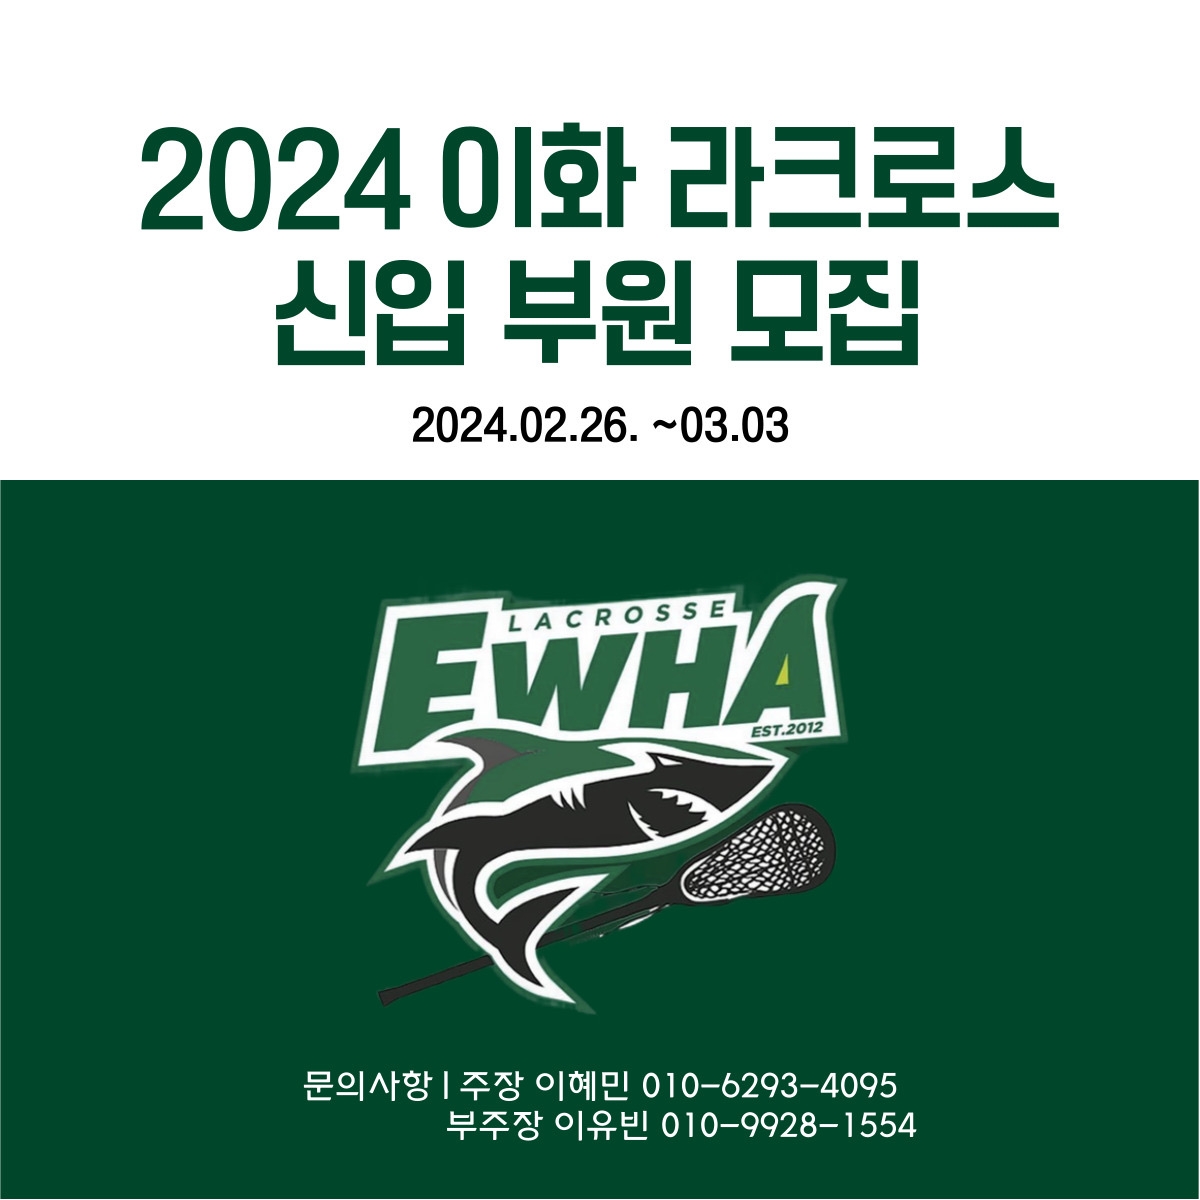 2024 이화 라크로스
신입 부원 모집
2024.02.26. ~03.03
LACROSSE
EWHA
EST.2012
문의사항 | 주장 이혜민 010-6293-4095
부주장 이유빈 010-9928-1554